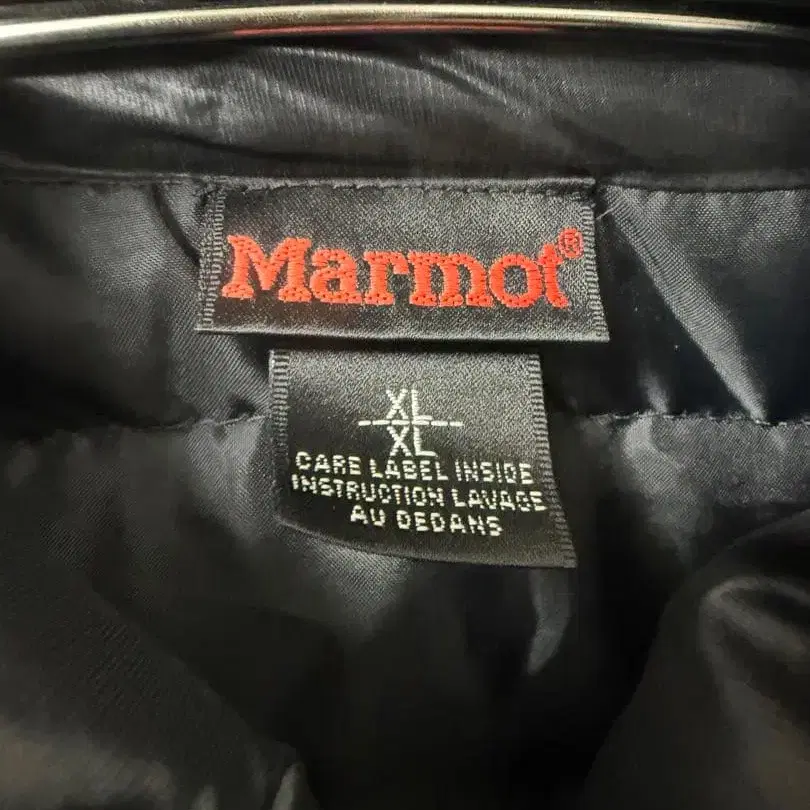 Marmot®
XL
XL
CARE LABEL INSIDE
INSTRUCTION LAVAGE
AU DEDANS